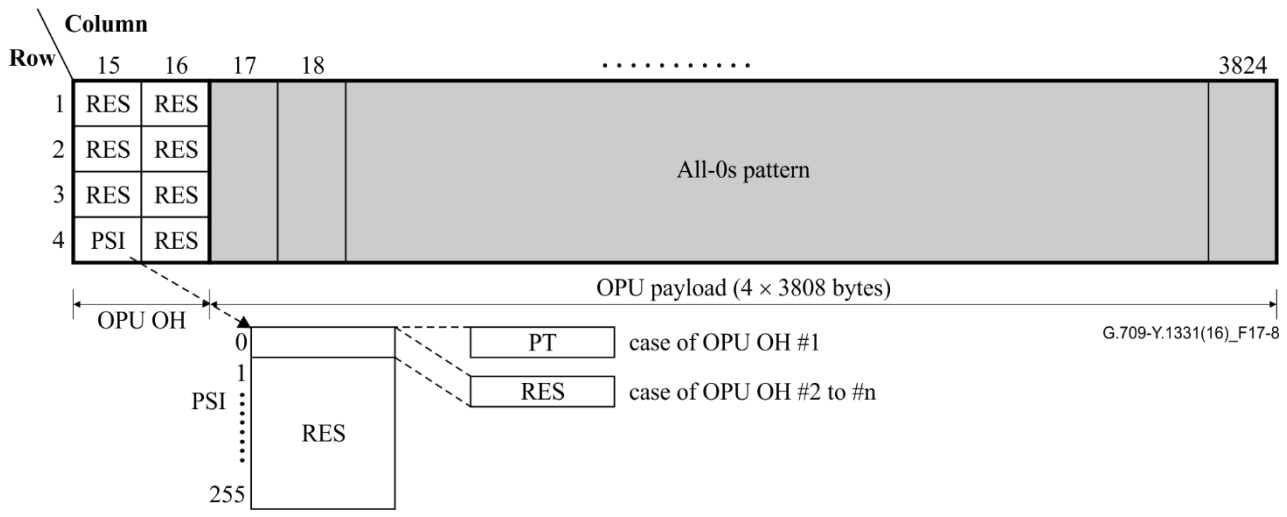 Column
Row 15 16 17 18 ........... 3824
1 RES RES
2 RES RES
All-0s pattern
3 RES RES
4 PSI RES
OPU payload (4 × 3808 bytes)
OPU OH
G.709-Y.1331(16)_F17-8
0 PT case of OPU OH #1
1
PSI RES case of OPU OH #2 to #n
RES
255